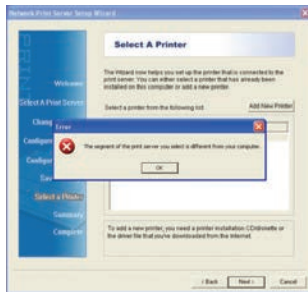 Network Print Server Setup Wizard
Select A Printer
The Wizard now helps you set up the printer that is connected to the
print server. You can either select a printer that has already been
installed on this computer or add a new printer.
Select a printer from the following list
Add New Printer
Welcome
Select A Print Server
Error
The segment of the print server you select is different from your computer.
OK
Select a Printer
Summary
Complete
To add a new printer, you need a printer installation CD/diskette or
the driver file that you've downloaded from the Internet.
< Back
Next >
Cancel